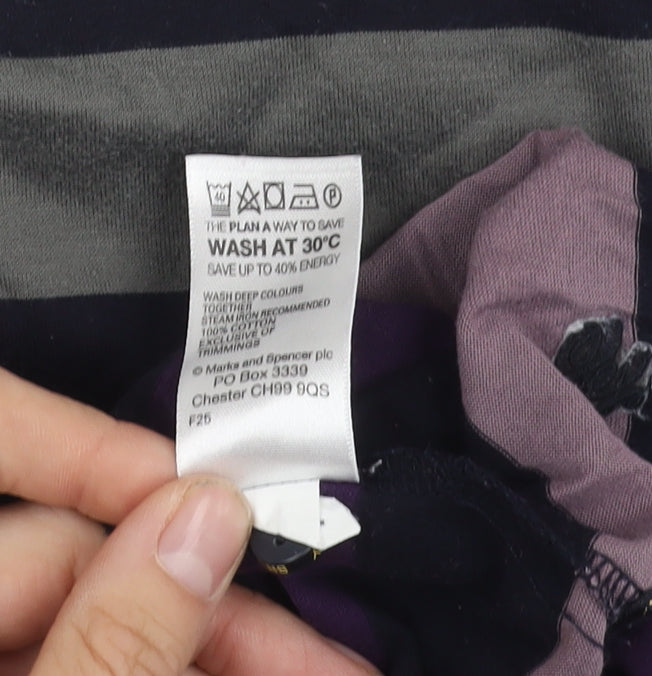 40 P
THE PLAN A WAY TO SAVE
WASH AT 30°C
SAVE UP TO 40% ENERGY
WASH DEEP COLOURS
TOGETHER
STEAM IRON RECOMMENDED
100% COTTON
EXCLUSIVE OF
TRIMMINGS
© Marks and Spencer plc
PO Box 3339
Chester CH99 9QS
F25